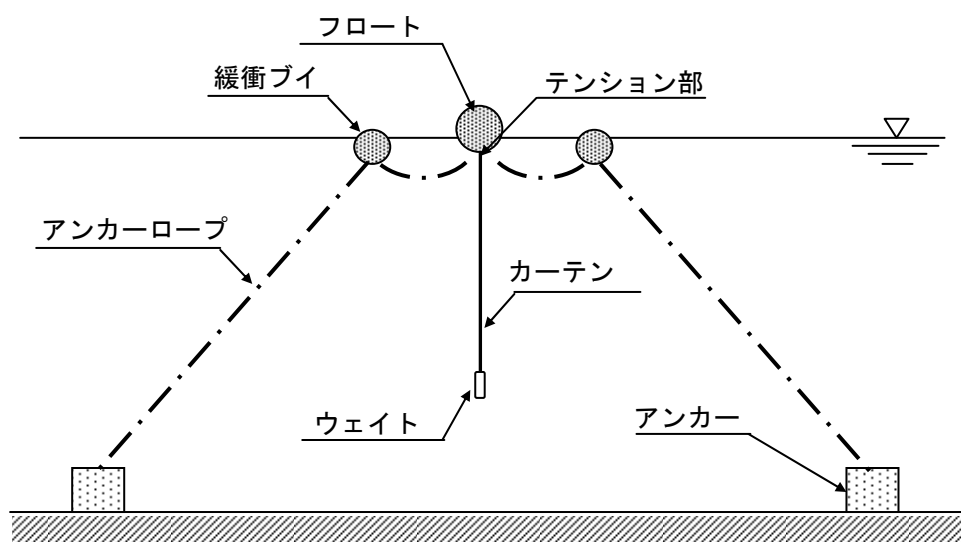 フロート
緩衝ブイ
テンション部
アンカーロープ
カーテン
ウェイト
アンカー